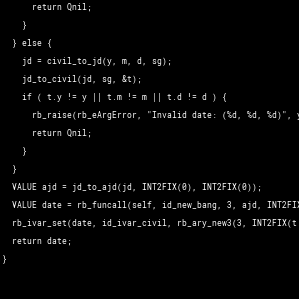 return Qnil;
}
} else {
jd = civil_to_jd(y, m, d, sg);
jd_to_civil(jd, sg, &t);
if ( t.y != y || t.m != m || t.d != d ) {
rb_raise(rb_eArgError, "Invalid date: (%d, %d, %d)", y
return Qnil;
}
}
VALUE ajd = jd_to_ajd(jd, INT2FIX(0), INT2FIX(0));
VALUE date = rb_funcall(self, id_new_bang, 3, ajd, INT2FIX
rb_ivar_set(date, id_ivar_civil, rb_ary_new3(3, INT2FIX(t
return date;
}